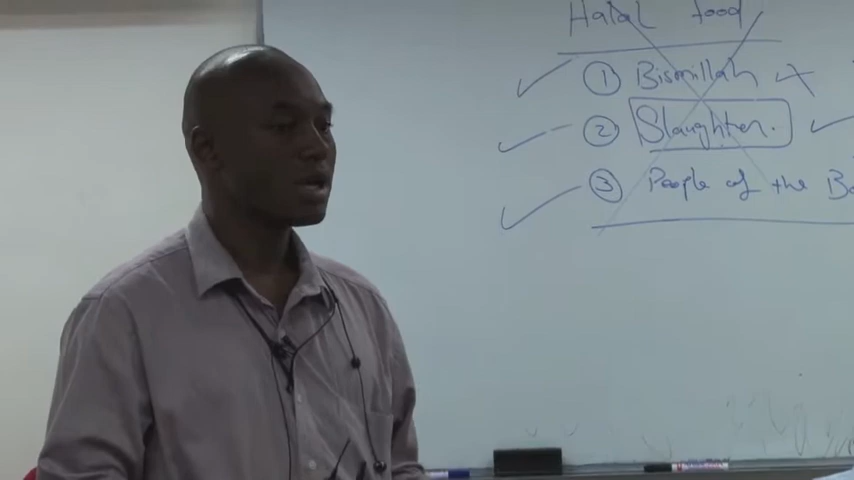 Halal food
① Bismillah
② Slaughter.
③ People of the